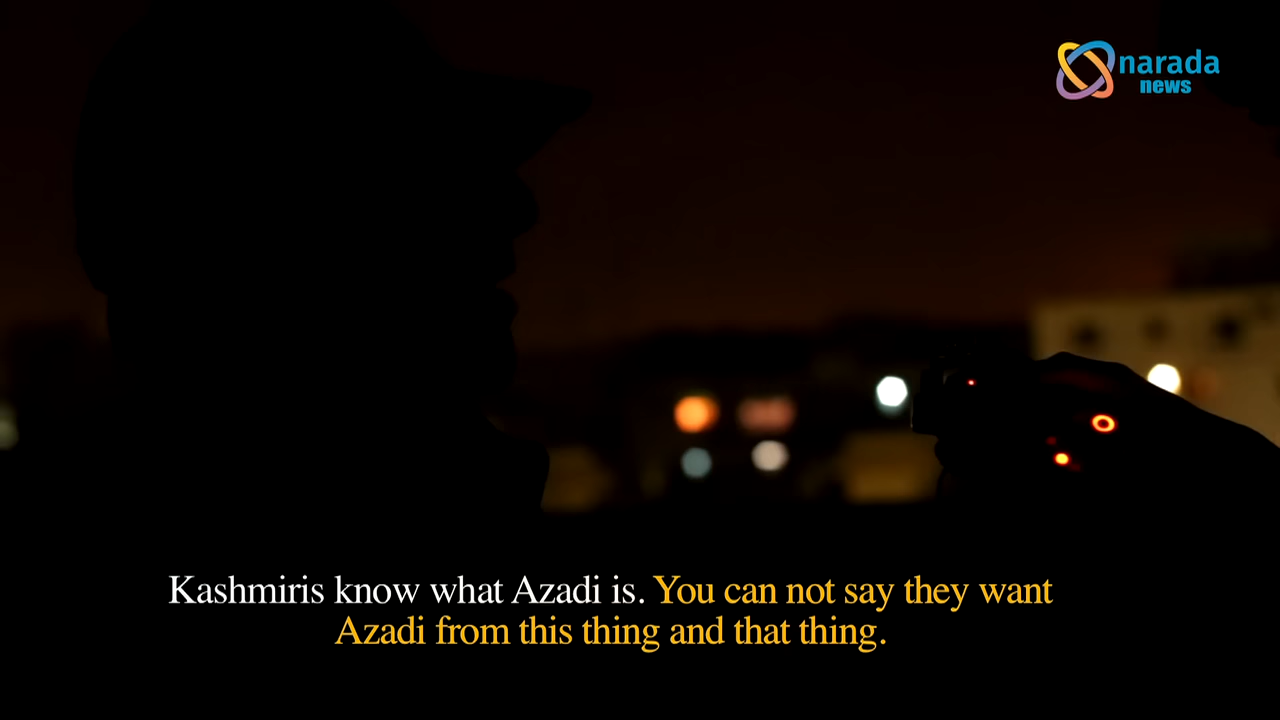 narada
news
Kashmiris know what Azadi is. You can not say they want
Azadi from this thing and that thing.